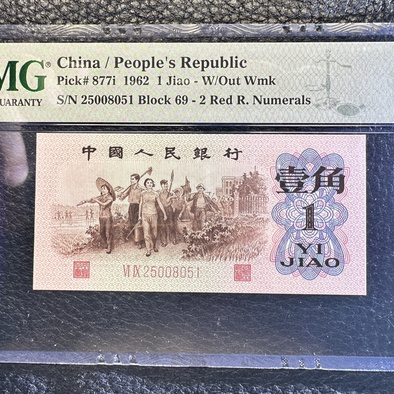 MG®
GUARANTY
China / People's Republic
Pick# 877i 1962 1 Jiao - W/Out Wmk
S/N 25008051 Block 69 - 2 Red R. Numerals
中國人民銀行
壹角
1
YI
JIAO
VI IX 25008051